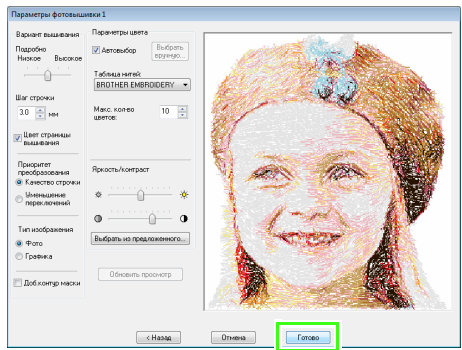 Параметры фотовышивки 1
Вариант вышивания
Подробно
Низкое Высокое
Шаг строчки
3.0 мм
Цвет страницы
вышивания
Приоритет
преобразования
Качество строчки
Уменьшение
переключений
Тип изображения
Фото
Графика
Доб.контур маски
Параметры цвета
Автовыбор
Выбрать
вручную...
Таблица нитей:
BROTHER EMBROIDERY
Макс. кол-во 10
цветов:
Яркость/контраст
Выбрать из предложенного...
Обновить просмотр
< Назад Отмена Готово